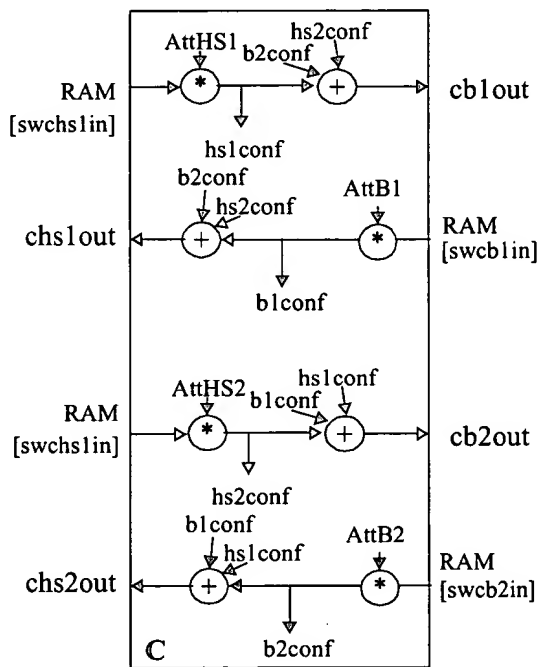 AttHS1
hs2conf
b2conf
*
+
RAM
[swchs1in]
cb1out
hs1conf
b2conf
hs2conf
AttB1
chs1out
+
*
RAM
[swcb1in]
b1conf
AttHS2
hs1conf
b1conf
RAM
[swchs1in]
*
+
cb2out
hs2conf
b1conf
hs1conf
AttB2
chs2out
+
*
RAM
[swcb2in]
b2conf
C